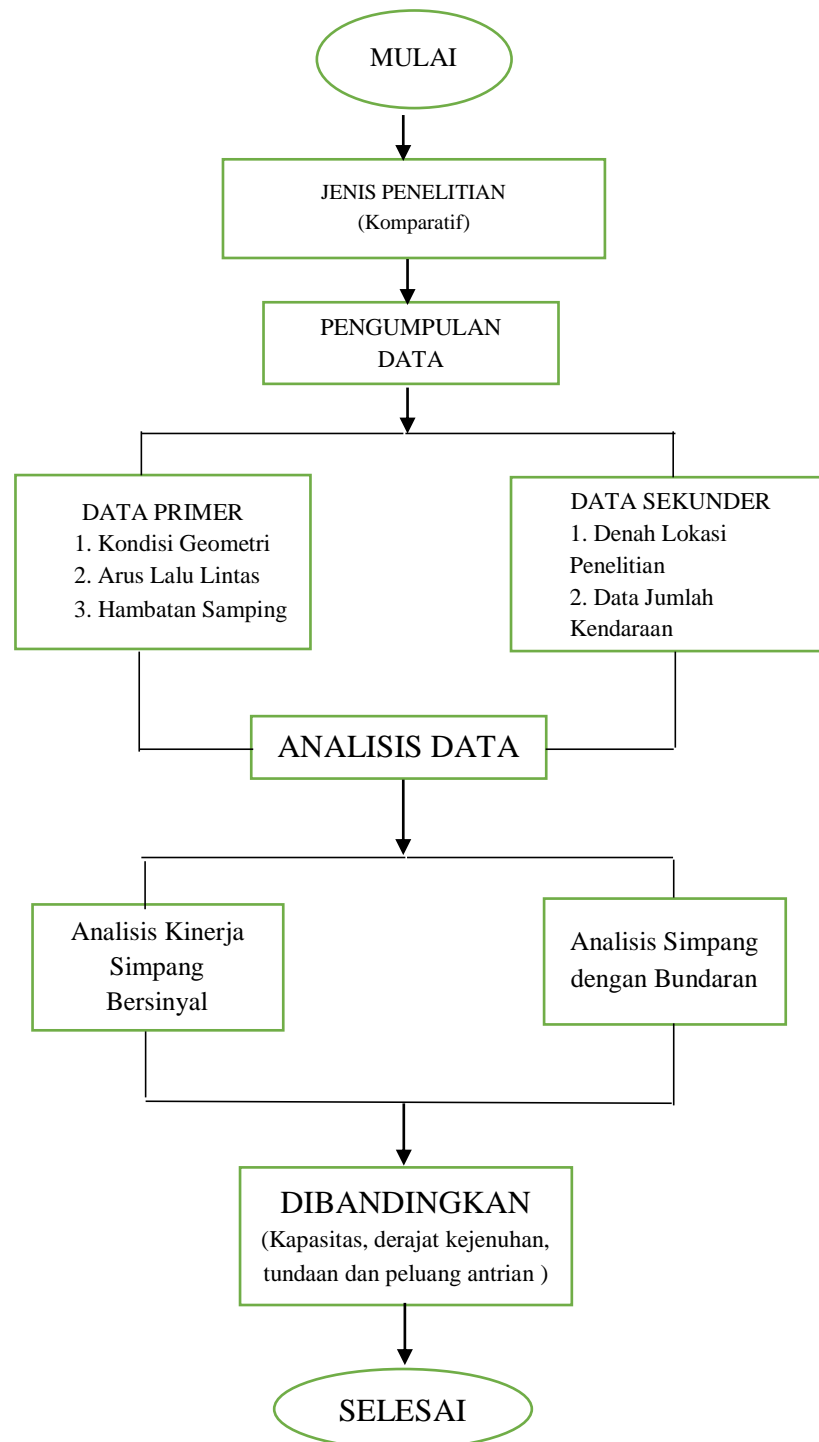 MULAI
JENIS PENELITIAN
(Komparatif)
PENGUMPULAN
DATA
DATA PRIMER
1. Kondisi Geometri
2. Arus Lalu Lintas
3. Hambatan Samping
DATA SEKUNDER
1. Denah Lokasi
Penelitian
2. Data Jumlah
Kendaraan
ANALISIS DATA
Analisis Kinerja
Simpang
Bersinyal
Analisis Simpang
dengan Bundaran
DIBANDINGKAN
(Kapasitas, derajat kejenuhan,
tundaan dan peluang antrian )
SELESAI